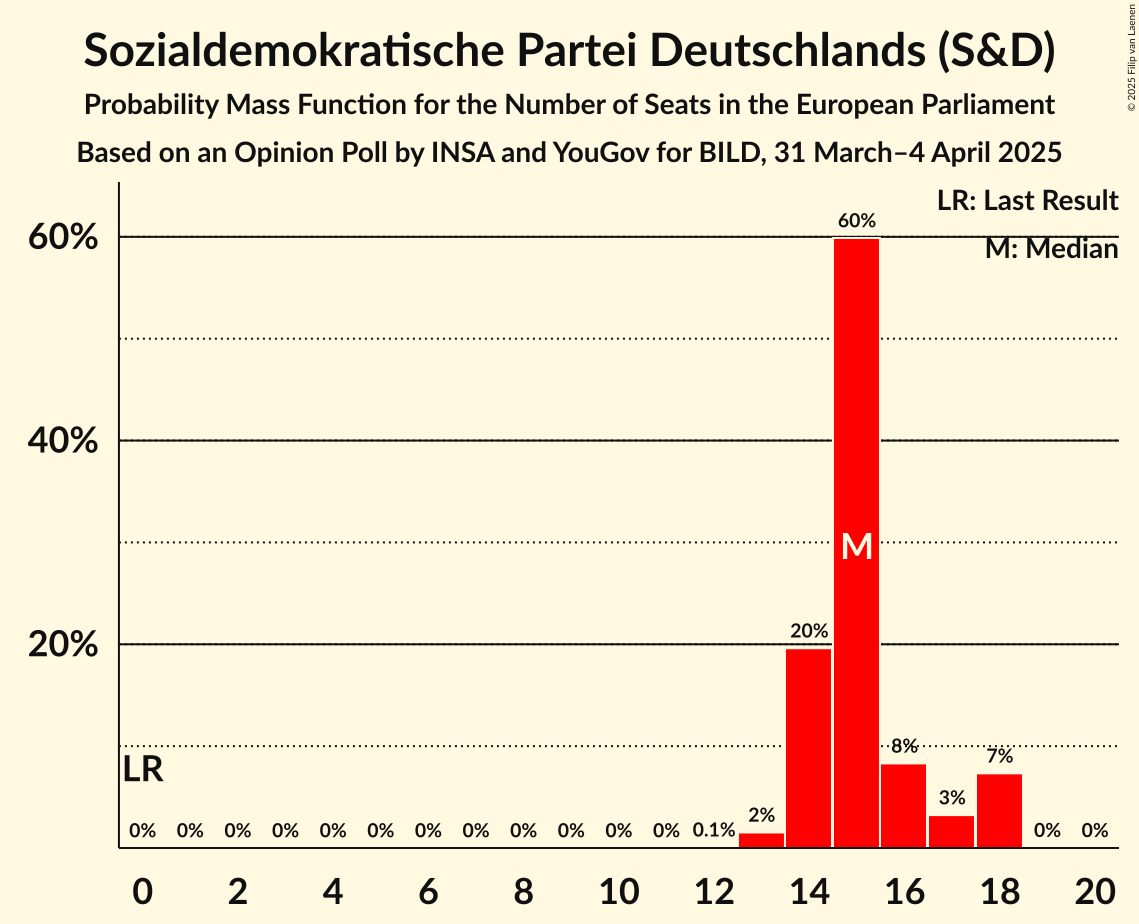 Sozialdemokratische Partei Deutschlands (S&D)
Probability Mass Function for the Number of Seats in the European Parliament
Based on an Opinion Poll by INSA and YouGov for BILD, 31 March–4 April 2025
© 2025 Filip van Laenen
LR: Last Result
M: Median
60%
40%
20%
60%
M
20%
LR
8%
7%
3%
2%
0% 0% 0% 0% 0% 0% 0% 0% 0% 0% 0% 0% 0.1% 0% 0%
0 2 4 6 8 10 12 14 16 18 20